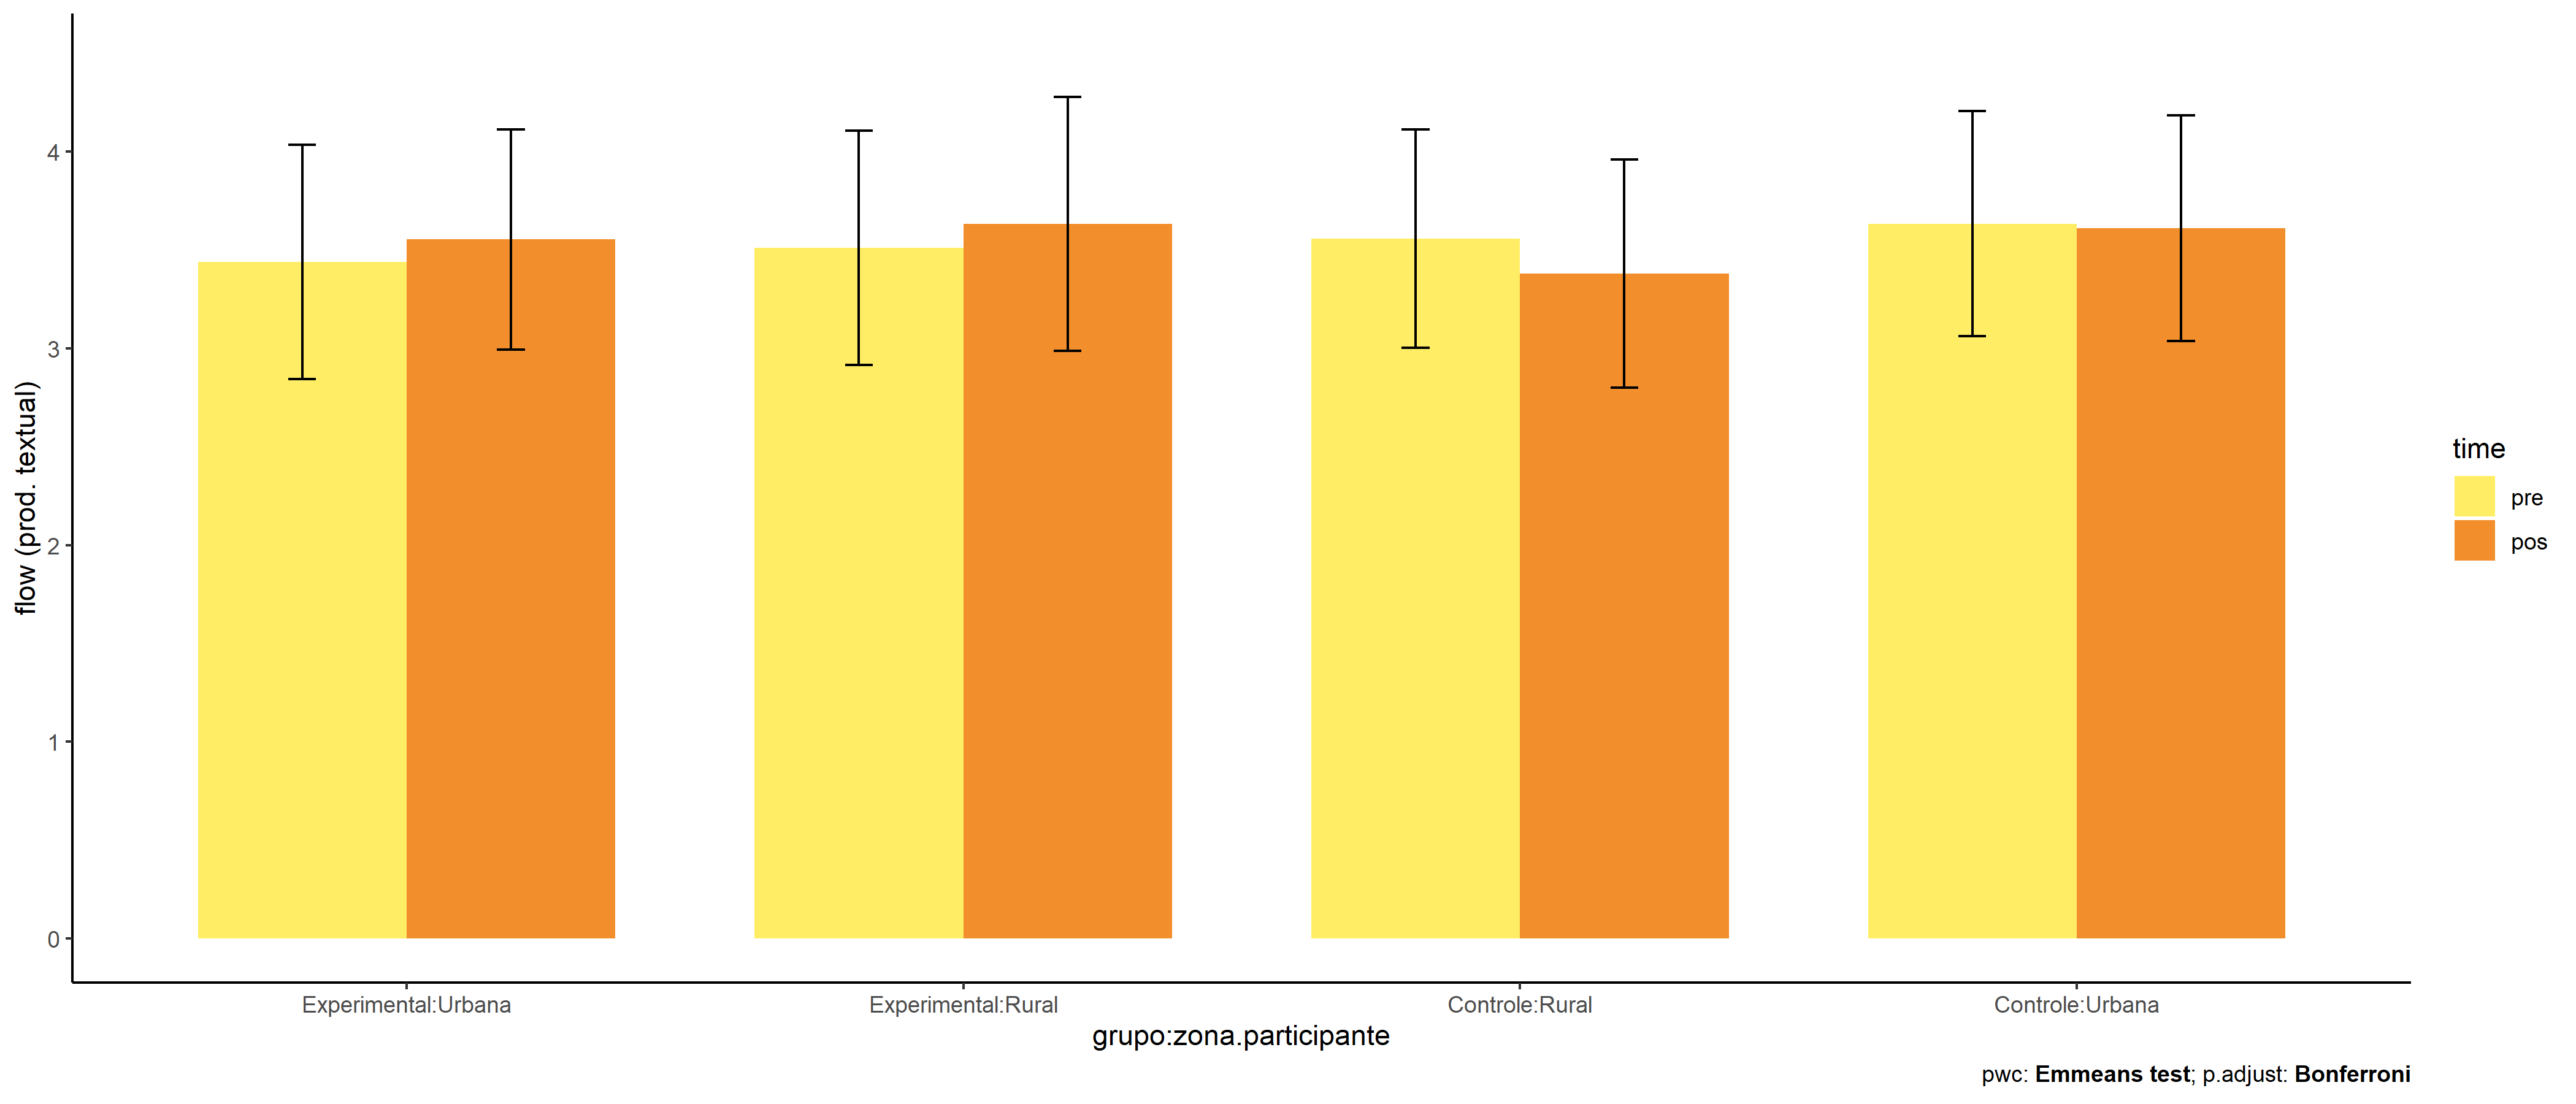 flow (prod. textual)
4
3
2
1
0
Experimental:Urbana
Experimental:Rural
Controle:Rural
Controle:Urbana
grupo:zona.participante
time
pre
pos
pwc: Emmeans test; p.adjust: Bonferroni